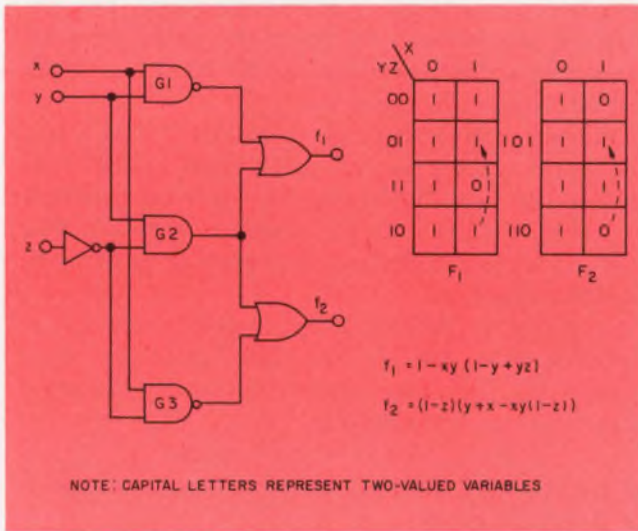 X
YZ 0 1 0 1
x
y
z
G1
G2
G3
f₁
f₂
00 1 1 1 0
01 1 1 101 1 1
11 1 0 1 1
10 1 1 110 1 0
F₁ F₂
f₁ = 1 - xy (1 - y + yz)
f₂ = (1-z)(y + x - xy(1-z))
NOTE: CAPITAL LETTERS REPRESENT TWO-VALUED VARIABLES